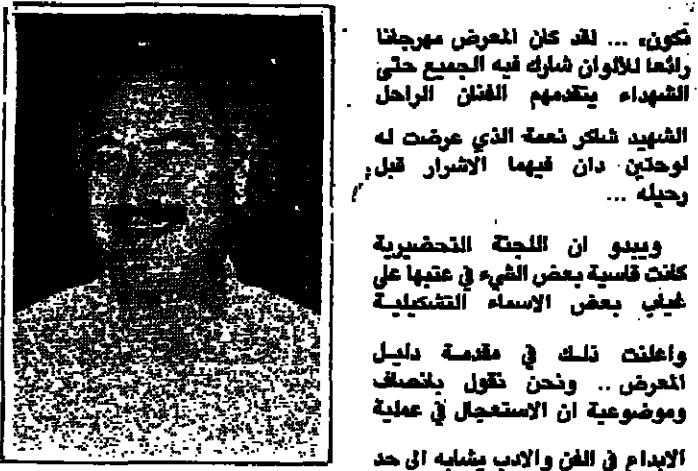 تكون، ... لقد كان المعرض مهرجانا
رائعا للألوان شارك فيه الجميع حتى
الشهداء يتقدمهم الفنان الراحل
الشهيد شاكر نعمة الذي عرضت له
لوحتين دان فيهما الاشرار قبل
رحيله ...
ويبدو ان اللجنة التحضيرية
كانت قاسية بعض الشيء في عتبها على
غياب بعض الاسماء التشكيلية
واعلنت ذلك في مقدمة دليل
المعرض .. ونحن نقول بانصاف
وموضوعية ان الاستعجال في عملية
الابداع في الفن والادب يشابه الى حد